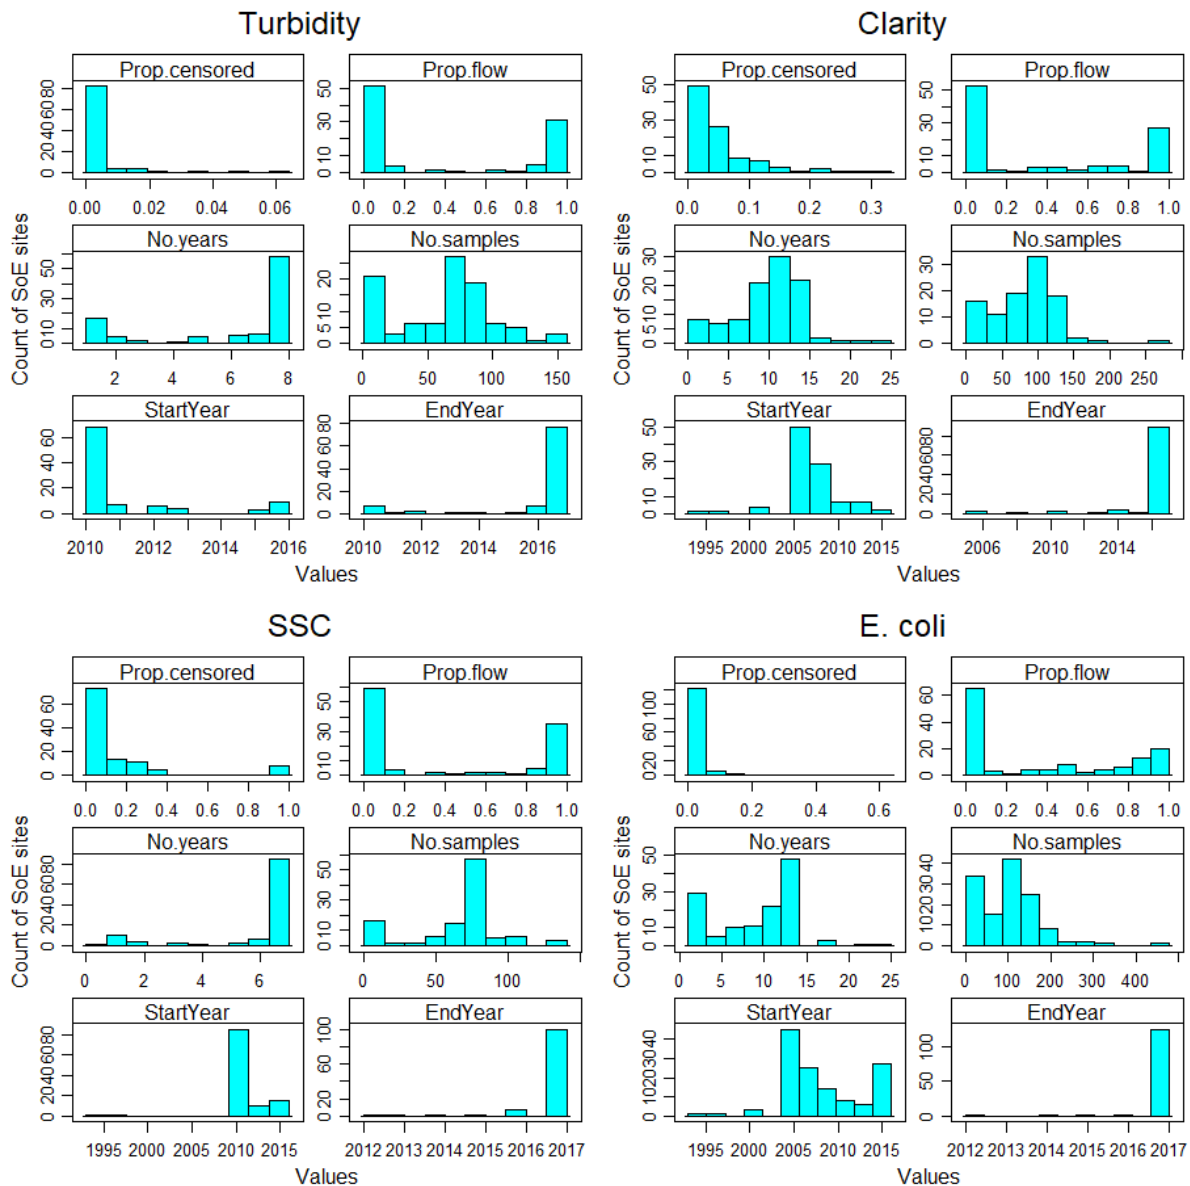 Turbidity
Prop.censored
0 20 40 60 80
0.00 0.02 0.04 0.06
Prop.flow
0 10 30 50
0.0 0.2 0.4 0.6 0.8 1.0
No.years
0 10 30 50
2 4 6 8
No.samples
0 5 10 20
0 50 100 150
StartYear
0 20 40 60
2010 2012 2014 2016
EndYear
0 20 40 60 80
2010 2012 2014 2016
Count of SoE sites
Values
Clarity
Prop.censored
0 10 30 50
0.0 0.1 0.2 0.3
Prop.flow
0 10 30 50
0.0 0.2 0.4 0.6 0.8 1.0
No.years
0 5 10 20 30
0 5 10 15 20 25
No.samples
0 10 20 30
0 50 100 150 200 250
StartYear
0 10 30 50
1995 2000 2005 2010 2015
EndYear
0 20 40 60 80
2006 2010 2014
Count of SoE sites
Values
SSC
Prop.censored
0 20 40 60
0.0 0.2 0.4 0.6 0.8 1.0
Prop.flow
0 10 30 50
0.0 0.2 0.4 0.6 0.8 1.0
No.years
0 20 40 60 80
0 2 4 6
No.samples
0 10 30 50
0 50 100
StartYear
0 20 40 60 80
1995 2000 2005 2010 2015
EndYear
0 20 60 100
2012 2013 2014 2015 2016 2017
Count of SoE sites
Values
E. coli
Prop.censored
0 20 60 100
0.0 0.2 0.4 0.6
Prop.flow
0 20 40 60
0.0 0.2 0.4 0.6 0.8 1.0
No.years
0 10 30 50
0 5 10 15 20 25
No.samples
0 10 20 30 40
0 100 200 300 400
StartYear
0 10 20 30 40
1995 2000 2005 2010 2015
EndYear
0 50 100
2012 2013 2014 2015 2016 2017
Count of SoE sites
Values